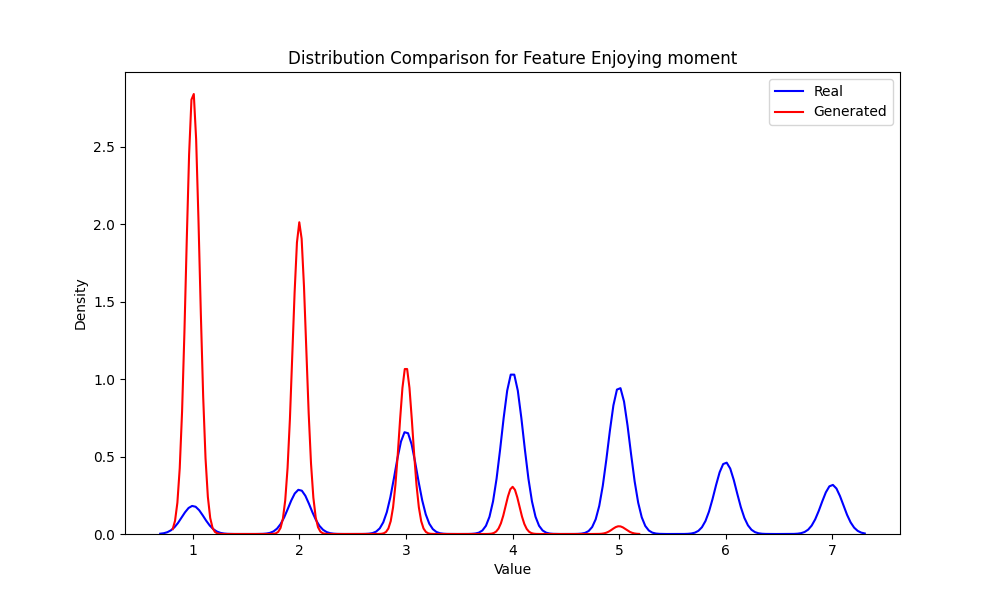 Distribution Comparison for Feature Enjoying moment
Real
Generated
2.5
2.0
1.5
1.0
0.5
0.0
Density
1 2 3 4 5 6 7
Value